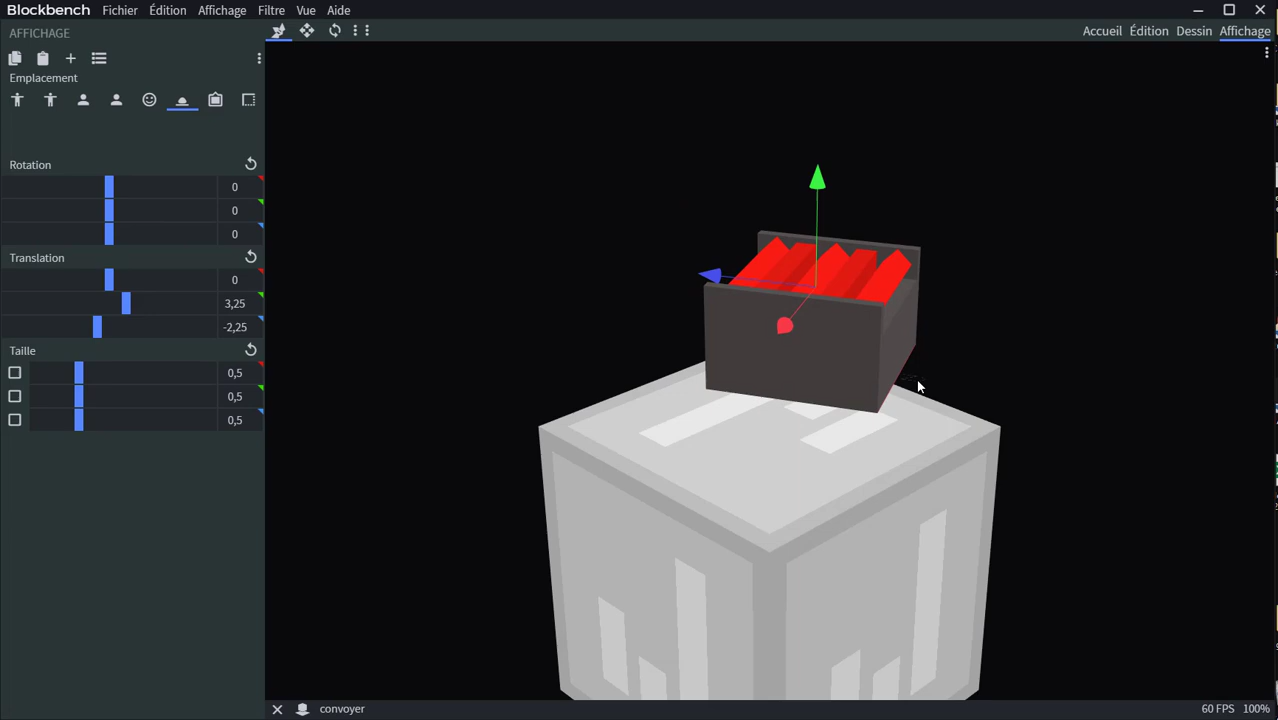 Blockbench Fichier Édition Affichage Filtre Vue Aide
AFFICHAGE
Accueil Édition Dessin Affichage
Emplacement
Rotation
0
0
0
Translation
0
3,25
-2,25
Taille
0,5
0,5
0,5
convoyer
60 FPS 100%